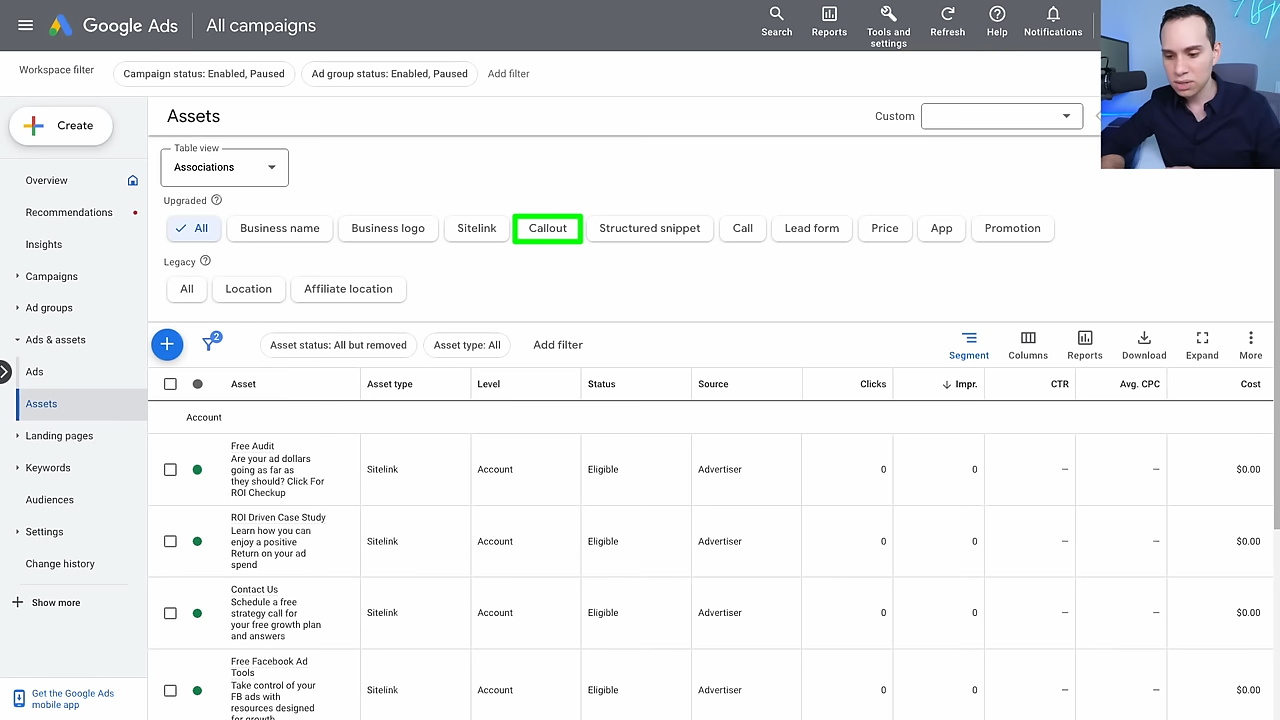 Google Ads
All campaigns
Search
Reports
Tools and
settings
Refresh
Help
Notifications
Workspace filter
Campaign status: Enabled, Paused
Ad group status: Enabled, Paused
Add filter
Create
Overview
Recommendations
Insights
Campaigns
Ad groups
Ads & assets
Ads
Assets
Landing pages
Keywords
Audiences
Settings
Change history
Show more
Get the Google Ads
mobile app
Assets
Custom
Table view
Associations
Upgraded
All
Business name
Business logo
Sitelink
Callout
Structured snippet
Call
Lead form
Price
App
Promotion
Legacy
All
Location
Affiliate location
2
Asset status: All but removed
Asset type: All
Add filter
Segment
Columns
Reports
Download
Expand
More
Asset
Asset type
Level
Status
Source
Clicks
Impr.
CTR
Avg. CPC
Cost
Account
Free Audit
Are your ad dollars
going as far as
they should? Click For
ROI Checkup
Sitelink
Account
Eligible
Advertiser
0
0
—
—
$0.00
ROI Driven Case Study
Learn how you can
enjoy a positive
Return on your ad
spend
Sitelink
Account
Eligible
Advertiser
0
0
—
—
$0.00
Contact Us
Schedule a free
strategy call for
your free growth plan
and answers
Sitelink
Account
Eligible
Advertiser
0
0
—
—
$0.00
Free Facebook Ad
Tools
Take control of your
FB ads with
resources designed
for growth
Sitelink
Account
Eligible
Advertiser
0
0
—
—
$0.00